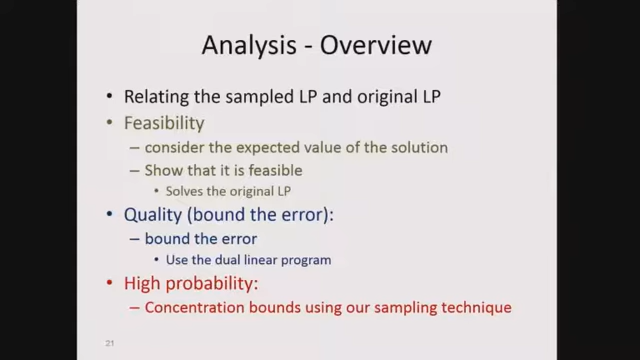 Analysis - Overview
• Relating the sampled LP and original LP
• Feasibility
– consider the expected value of the solution
– Show that it is feasible
• Solves the original LP
• Quality (bound the error):
– bound the error
• Use the dual linear program
• High probability:
– Concentration bounds using our sampling technique
21